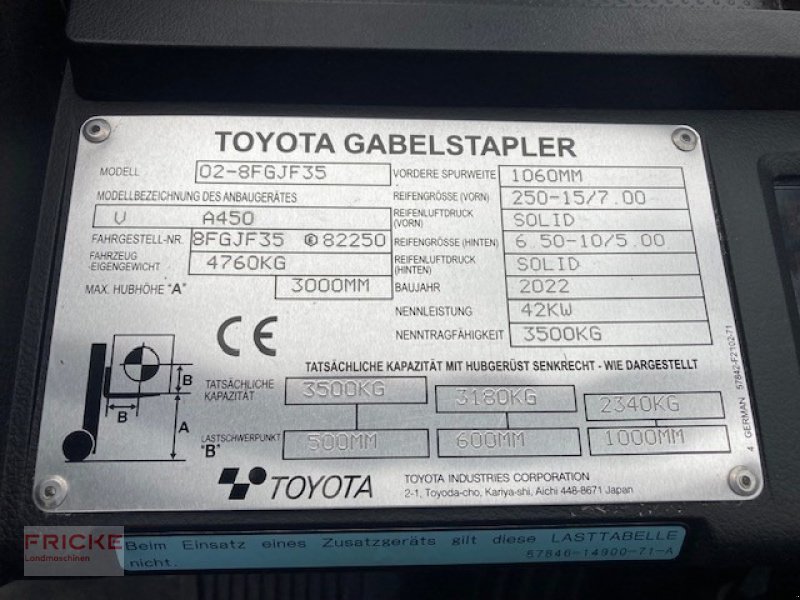 TOYOTA GABELSTAPLER
MODELL 02-8FGJF35
MODELLBEZEICHNUNG DES ANBAUGERÄTES
V A450
FAHRGESTELL-NR. 8FGJF35 ©82250
FAHRZEUG
-EIGENGEWICHT 4760KG
MAX. HUBHÖHE "A" 3000MM
VORDERE SPURWEITE 1060MM
REIFENGRÖSSE (VORN) 250-15/7.00
REIFENLUFTDRUCK
(VORN) SOLID
REIFENGRÖSSE (HINTEN) 6.50-10/5.00
REIFENLUFTDRUCK
(HINTEN) SOLID
BAUJAHR 2022
NENNLEISTUNG 42KW
NENNTRAGFÄHIGKEIT 3500KG
CE
B
B
A
TATSÄCHLICHE KAPAZITÄT MIT HUBGERÜST SENKRECHT - WIE DARGESTELLT
TATSÄCHLICHE
KAPAZITÄT 3500KG 3180KG 2340KG
LASTSCHWERPUNKT
"B" 500MM 600MM 1000MM
TOYOTA
TOYOTA INDUSTRIES CORPORATION
2-1, Toyoda-cho, Kariya-shi, Aichi 448-8671 Japan
4 GERMAN 57842-F2102-71
Beim Einsatz eines Zusatzgeräts gilt diese LASTTABELLE
nicht. 57846-14900-71-A
FRICKE
Landmaschinen